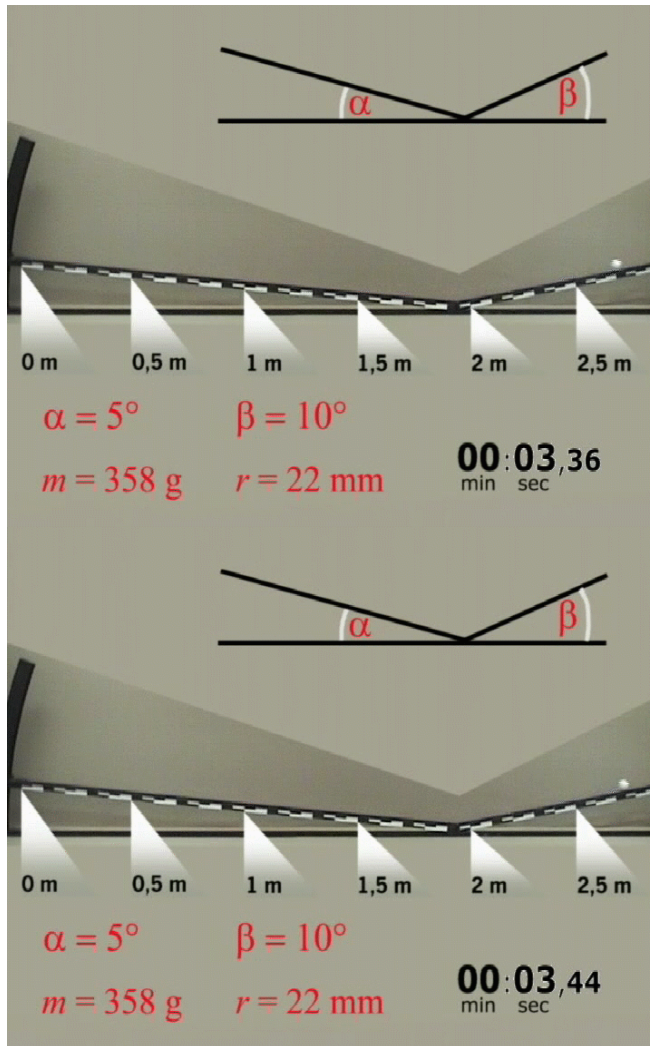 α β
0 m 0,5 m 1 m 1,5 m 2 m 2,5 m
α = 5° β = 10°
m = 358 g r = 22 mm 00:03,36
min sec
α β
0 m 0,5 m 1 m 1,5 m 2 m 2,5 m
α = 5° β = 10°
m = 358 g r = 22 mm 00:03,44
min sec